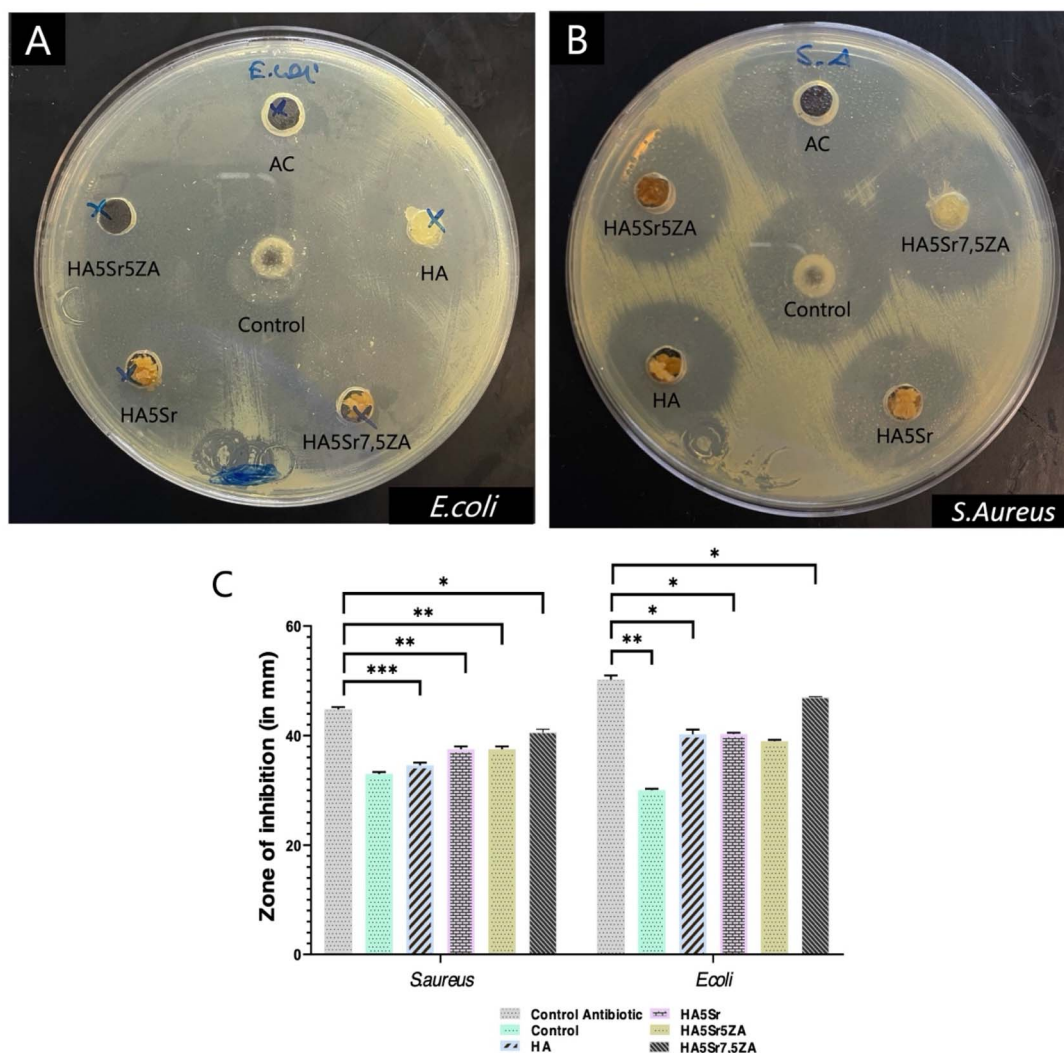 A
E.coli
AC
HA5Sr5ZA
HA
Control
HA5Sr
HA5Sr7,5ZA
E.coli
B
S.A
AC
HA5Sr5ZA
HA5Sr7,5ZA
Control
HA
HA5Sr
S.Aureus
C
*
**
**
***
*
*
*
**
Zone of inhibition (in mm)
60
40
20
0
S.aureus
E.coli
Control Antibiotic
Control
HA
HA5Sr
HA5Sr5ZA
HA5Sr7,5ZA